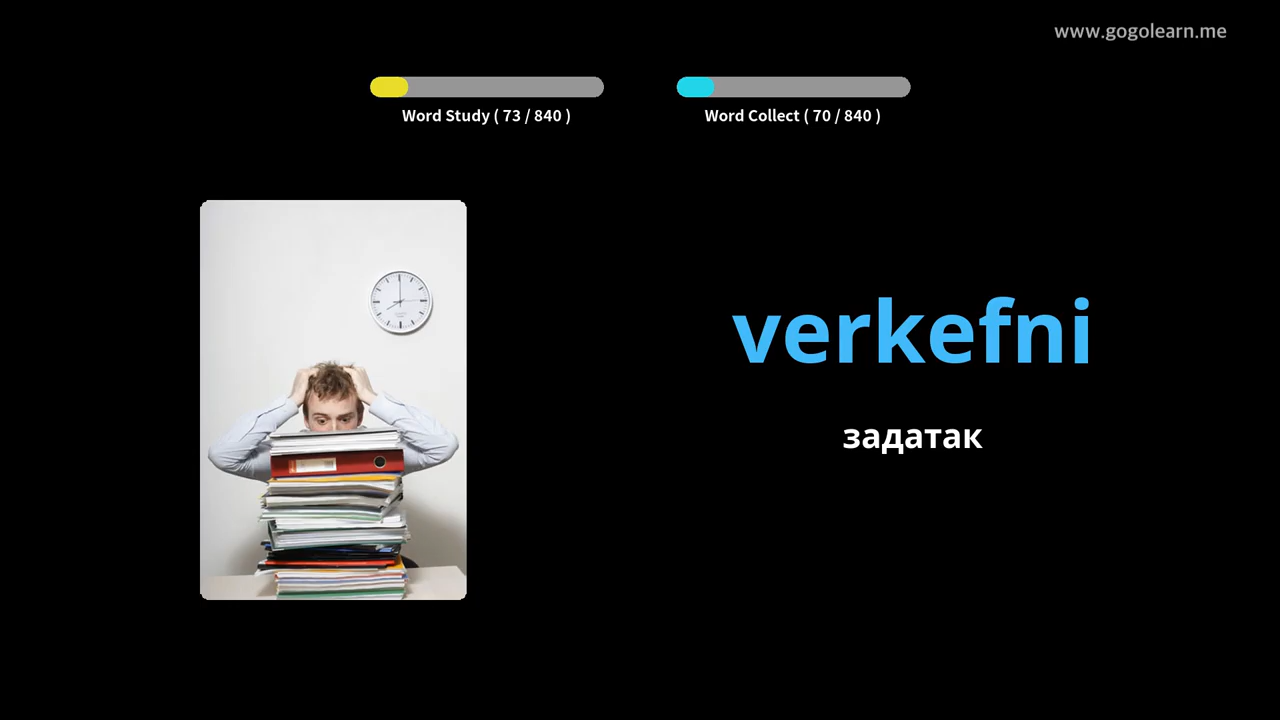 www.gogolearn.me
Word Study ( 73 / 840 )
Word Collect ( 70 / 840 )
verkefni
задатак